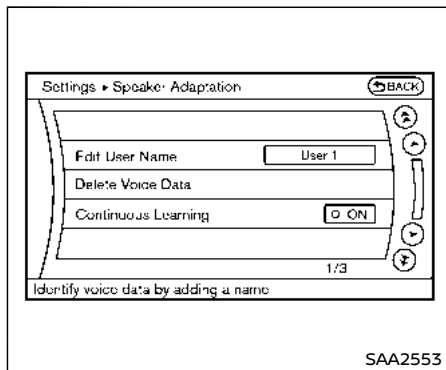 Settings ▸ Speaker Adaptation
BACK
Edit User Name User 1
Delete Voice Data
Continuous Learning ON
1/3
Identify voice data by adding a name
SAA2553